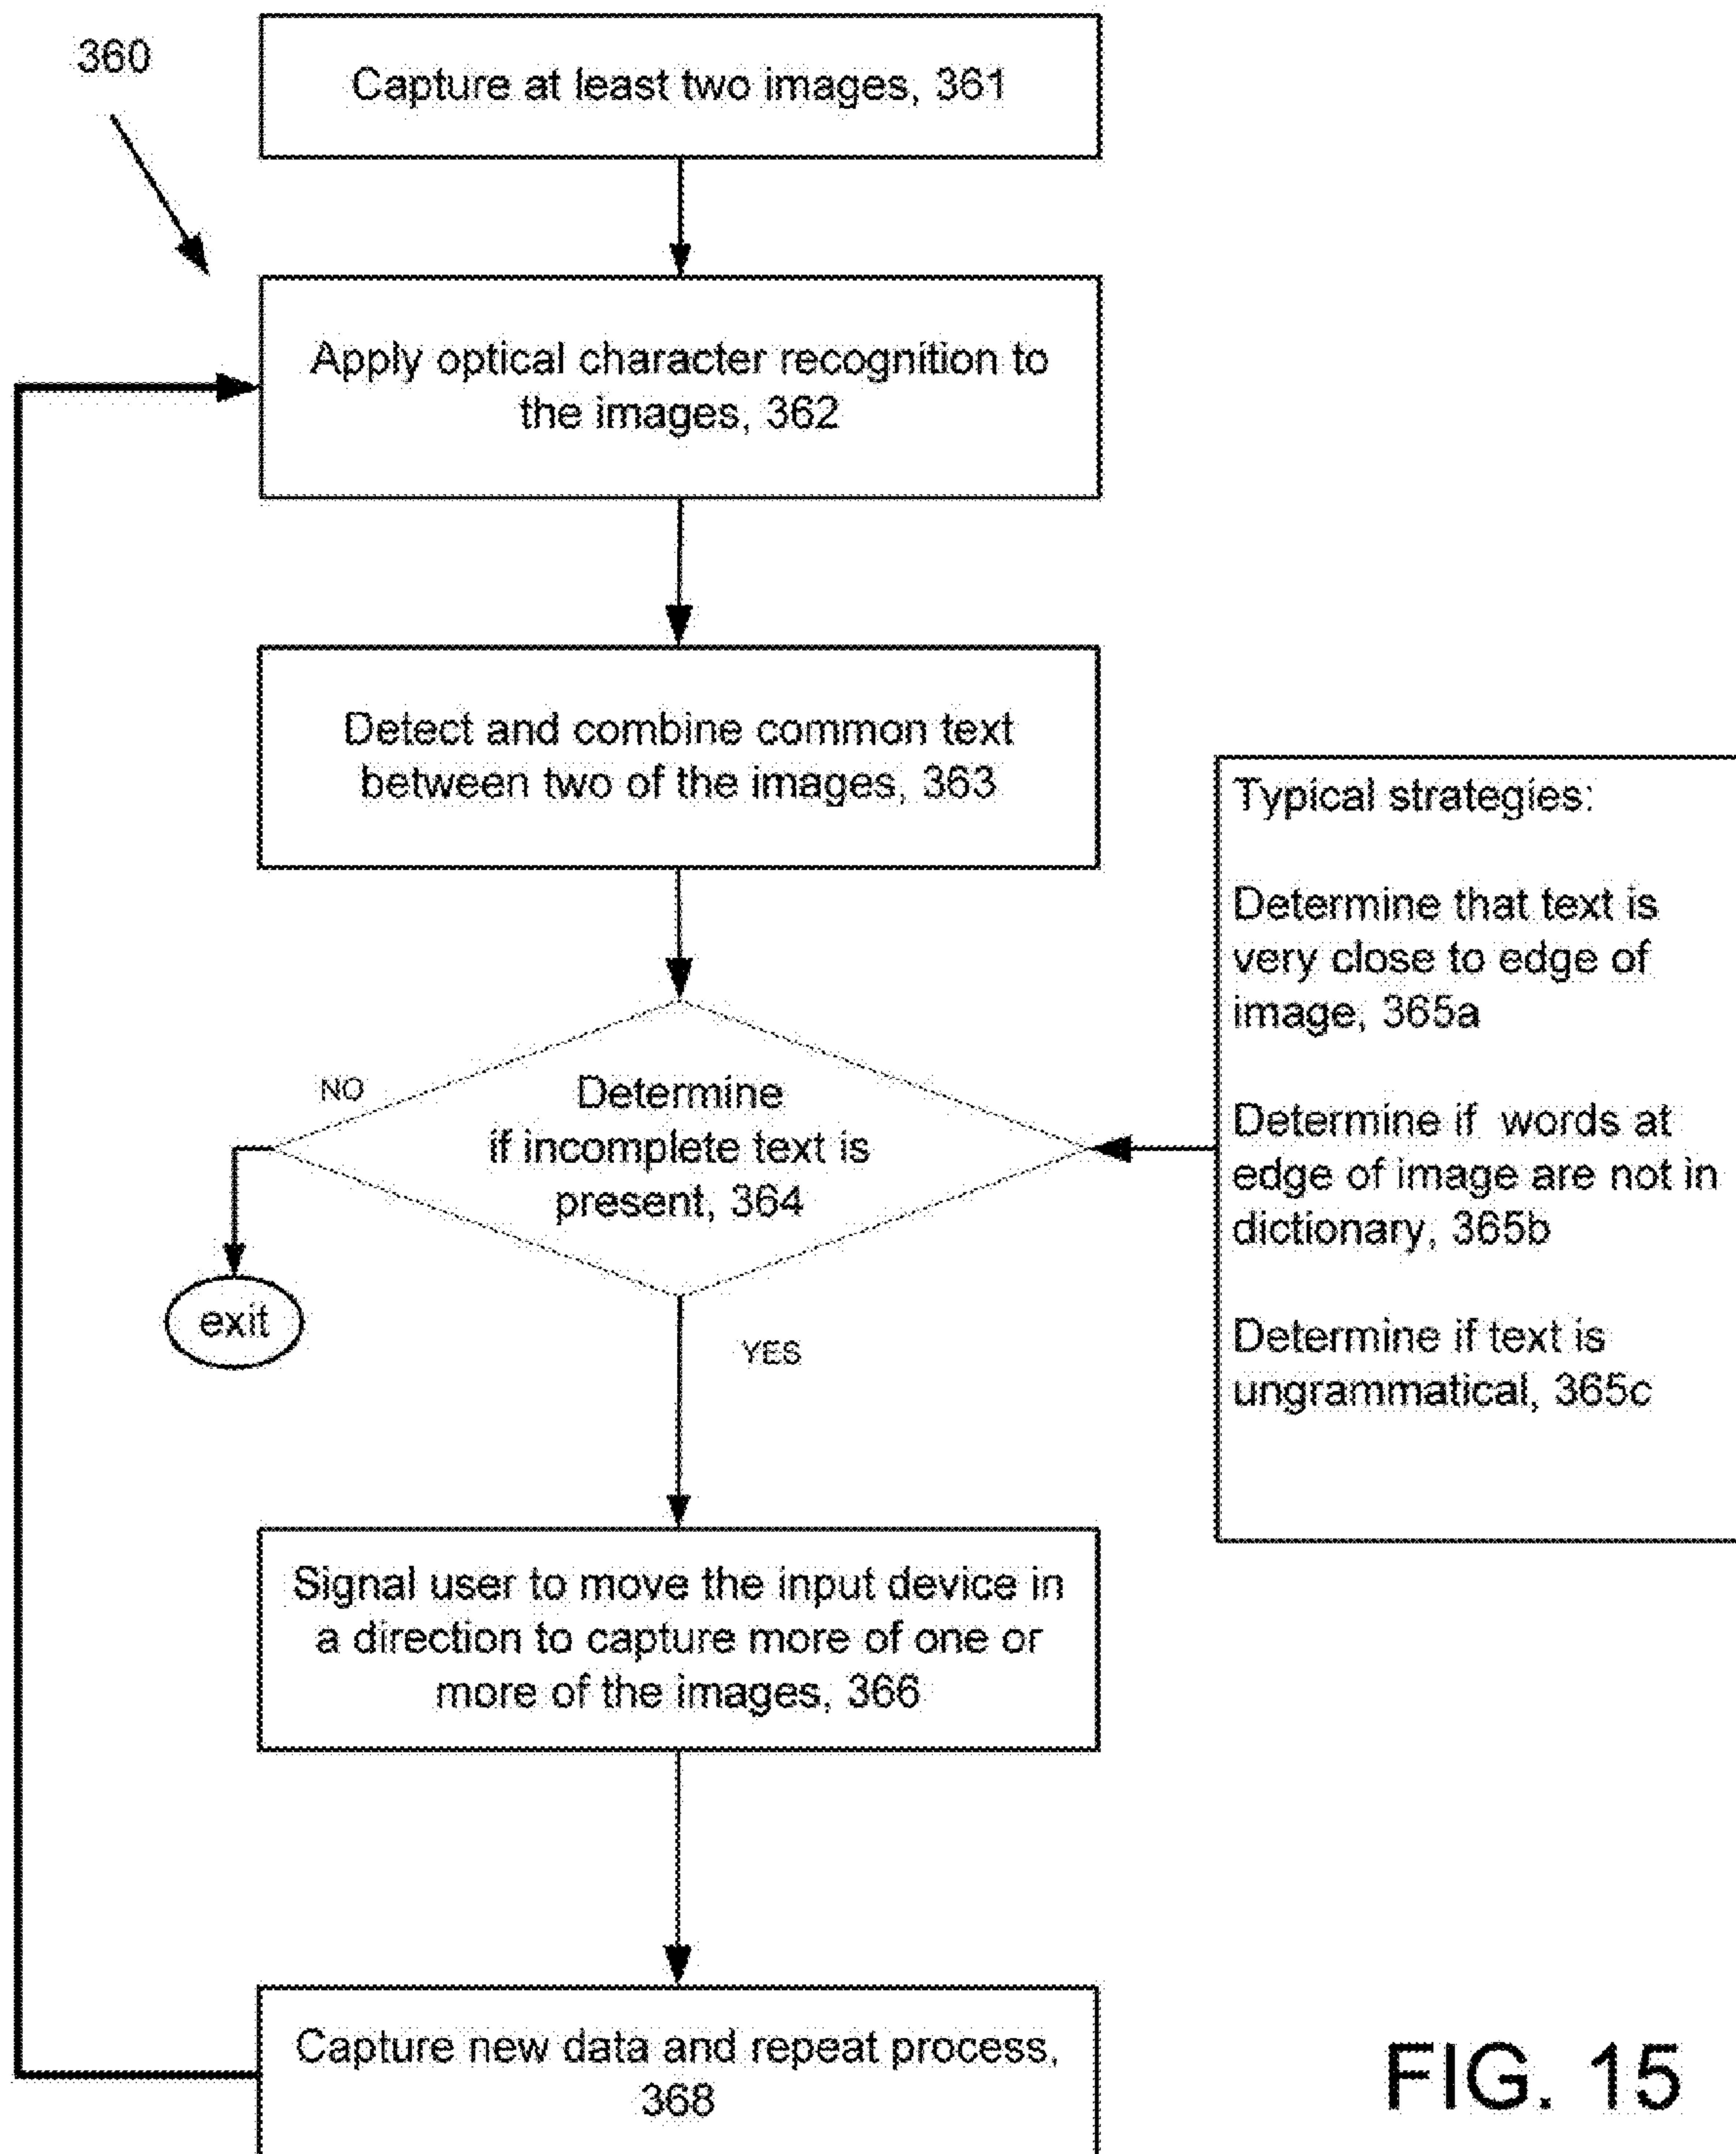 360
Capture at least two images, 361
Apply optical character recognition to
the images, 362
Detect and combine common text
between two of the images, 363
Typical strategies:
Determine that text is
very close to edge of
image, 365a
Determine if words at
edge of image are not in
dictionary, 365b
Determine if text is
ungrammatical, 365c
NO
Determine
if incomplete text is
present, 364
exit
YES
Signal user to move the input device in
a direction to capture more of one or
more of the images, 366
Capture new data and repeat process,
368
FIG. 15